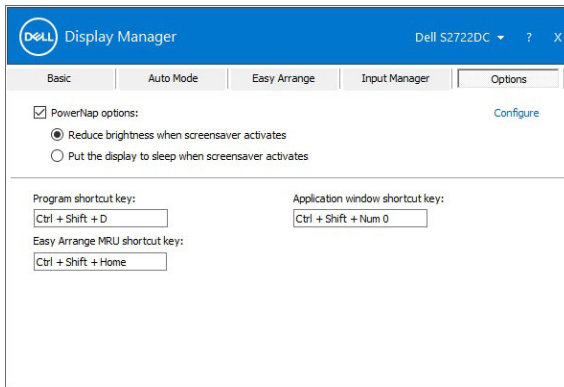 DELL Display Manager
Dell S2722DC ? X
Basic Auto Mode Easy Arrange Input Manager Options
PowerNap options: Configure
Reduce brightness when screensaver activates
Put the display to sleep when screensaver activates
Program shortcut key: Application window shortcut key:
Ctrl + Shift + D Ctrl + Shift + Num 0
Easy Arrange MRU shortcut key:
Ctrl + Shift + Home